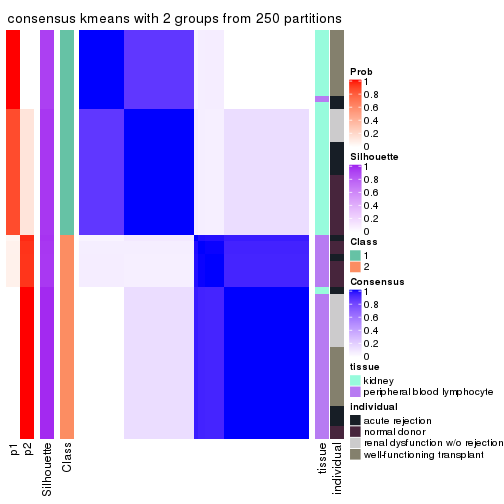 consensus kmeans with 2 groups from 250 partitions
Prob
1
0.8
0.6
0.4
0.2
0
Silhouette
1
0.8
0.6
0.4
0.2
0
Class
1
2
Consensus
1
0.8
0.6
0.4
0.2
0
tissue
kidney
peripheral blood lymphocyte
individual
acute rejection
normal donor
renal dysfunction w/o rejection
well-functioning transplant
p1
p2
Silhouette
Class
tissue
individual